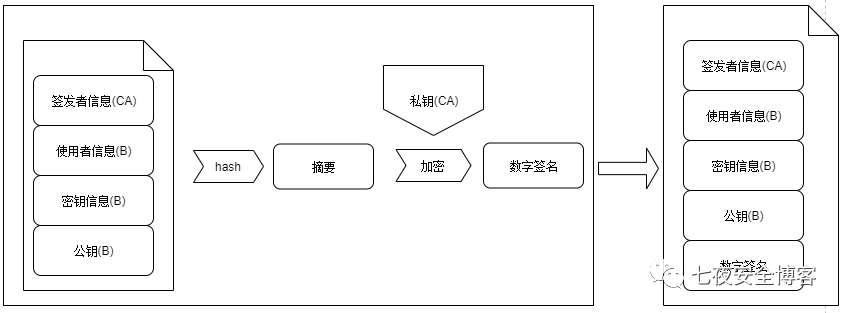 签发者信息(CA)
使用者信息(B)
密钥信息(B)
公钥(B)
hash
摘要
私钥(CA)
加密
数字签名
签发者信息(CA)
使用者信息(B)
密钥信息(B)
公钥(B)
数字签名
七夜安全博客